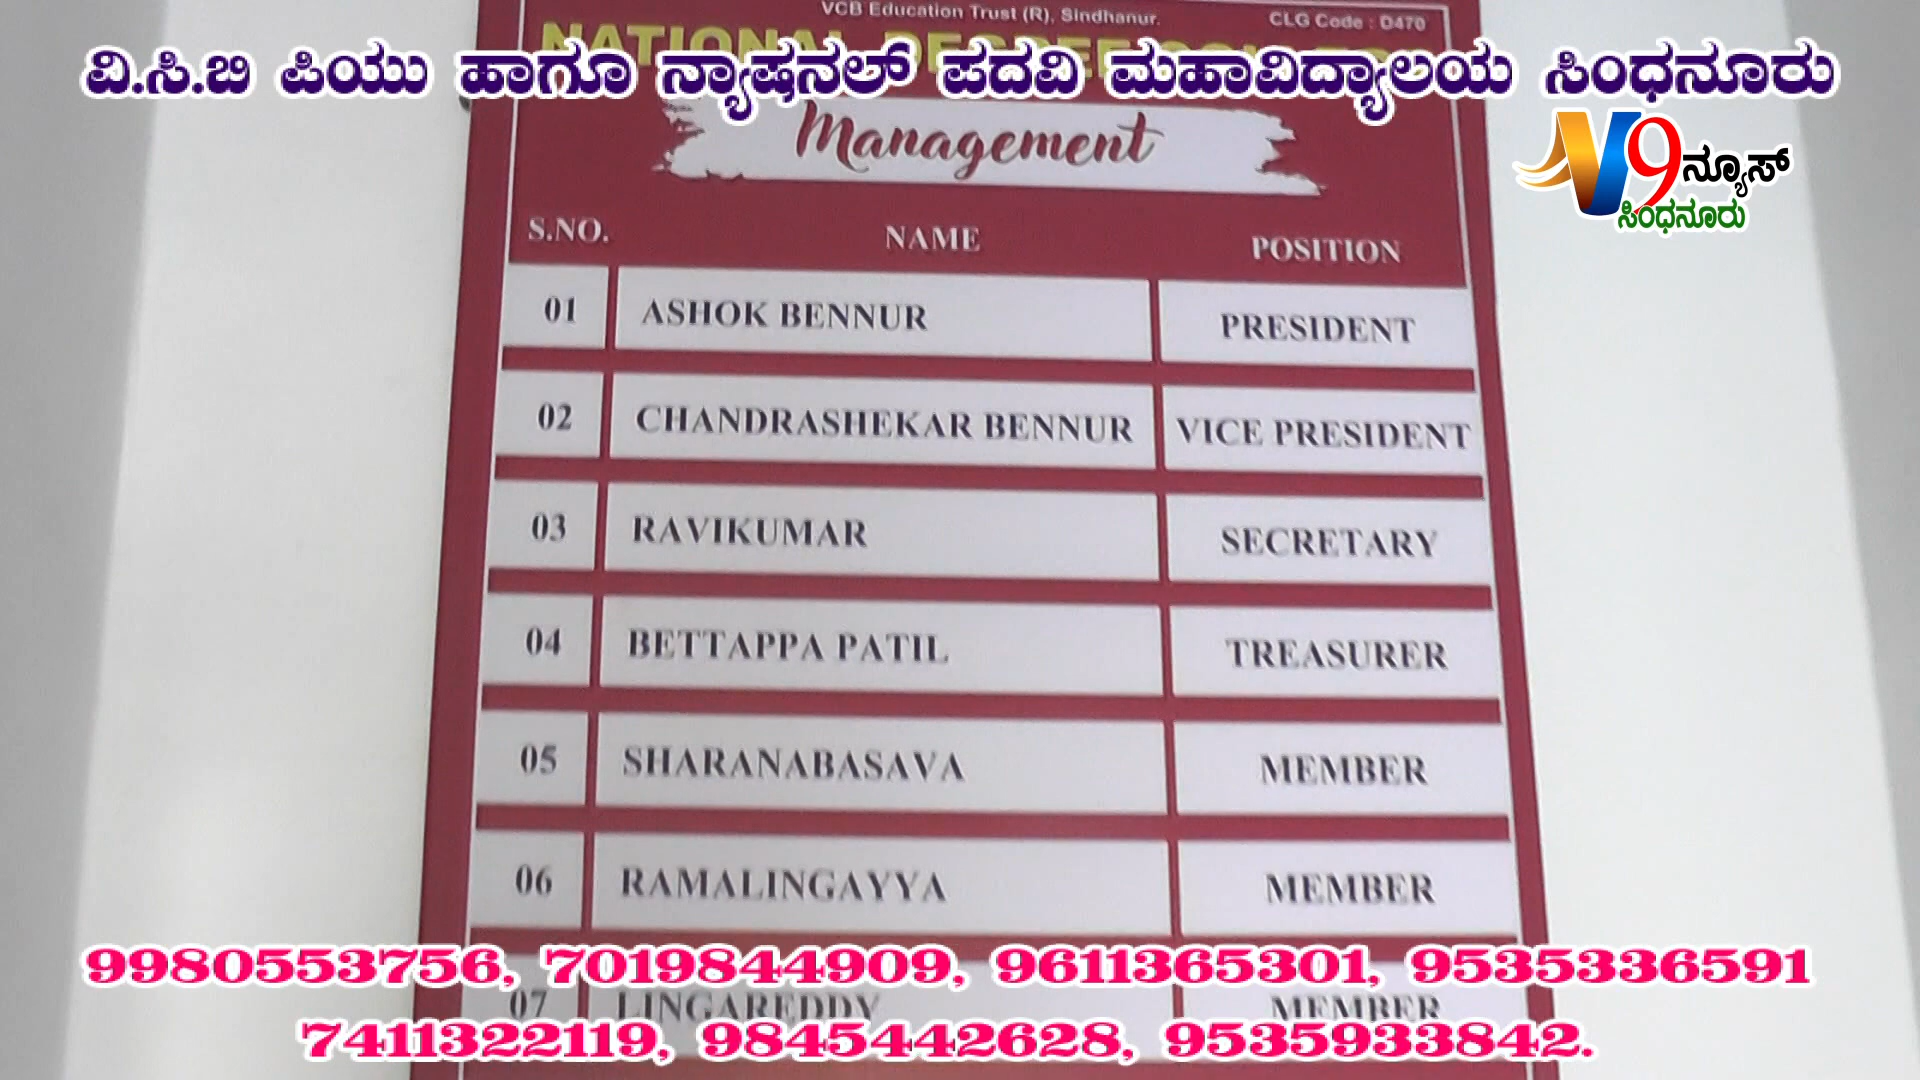 VCB Education Trust (R), Sindhanur.
CLG Code : D470
ವಿ.ಸಿ.ಬಿ ಪಿಯು ಹಾಗೂ ನ್ಯಾಷನಲ್ ಪದವಿ ಮಹಾವಿದ್ಯಾಲಯ ಸಿಂಧನೂರು
NATIONAL DEGREE
Management
V9 ನ್ಯೂಸ್
ಸಿಂಧನೂರು
S.NO. NAME POSITION
01 ASHOK BENNUR PRESIDENT
02 CHANDRASHEKAR BENNUR VICE PRESIDENT
03 RAVIKUMAR SECRETARY
04 BETTAPPA PATIL TREASURER
05 SHARANABASAVA MEMBER
06 RAMALINGAYYA MEMBER
9980553756, 7019844909, 9611365301, 9535336591
07 LINGAREDDY MEMBER
7411322119, 9845442628, 9535933842.